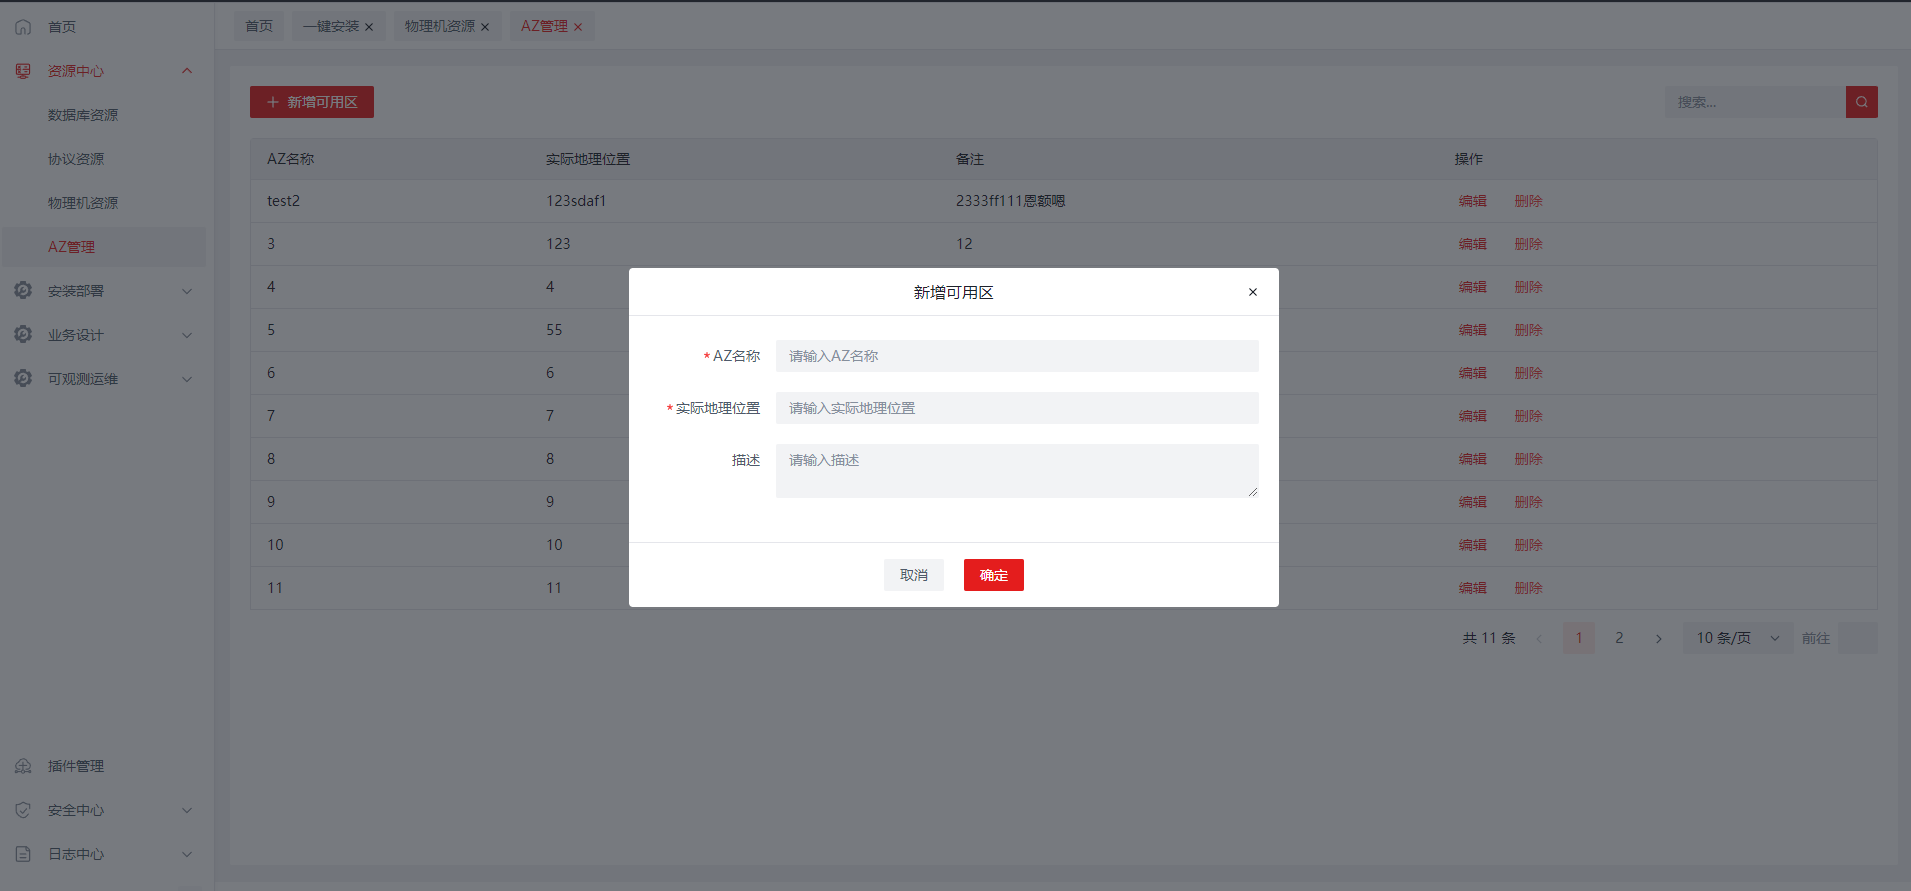 首页
资源中心
数据库资源
协议资源
物理机资源
AZ管理
安装部署
业务设计
可观测运维
插件管理
安全中心
日志中心
首页 一键安装 × 物理机资源 × AZ管理 ×
+ 新增可用区 搜索...
AZ名称 实际地理位置 备注 操作
test2 123sdaf1 2333ff111恩额嗯 编辑 删除
3 123 12 编辑 删除
4 4 编辑 删除
5 55 编辑 删除
6 6 编辑 删除
7 7 编辑 删除
8 8 编辑 删除
9 9 编辑 删除
10 10 编辑 删除
11 11 编辑 删除
共 11 条 1 2 10 条/页 前往
新增可用区 ×
*AZ名称 请输入AZ名称
*实际地理位置 请输入实际地理位置
描述 请输入描述
取消 确定